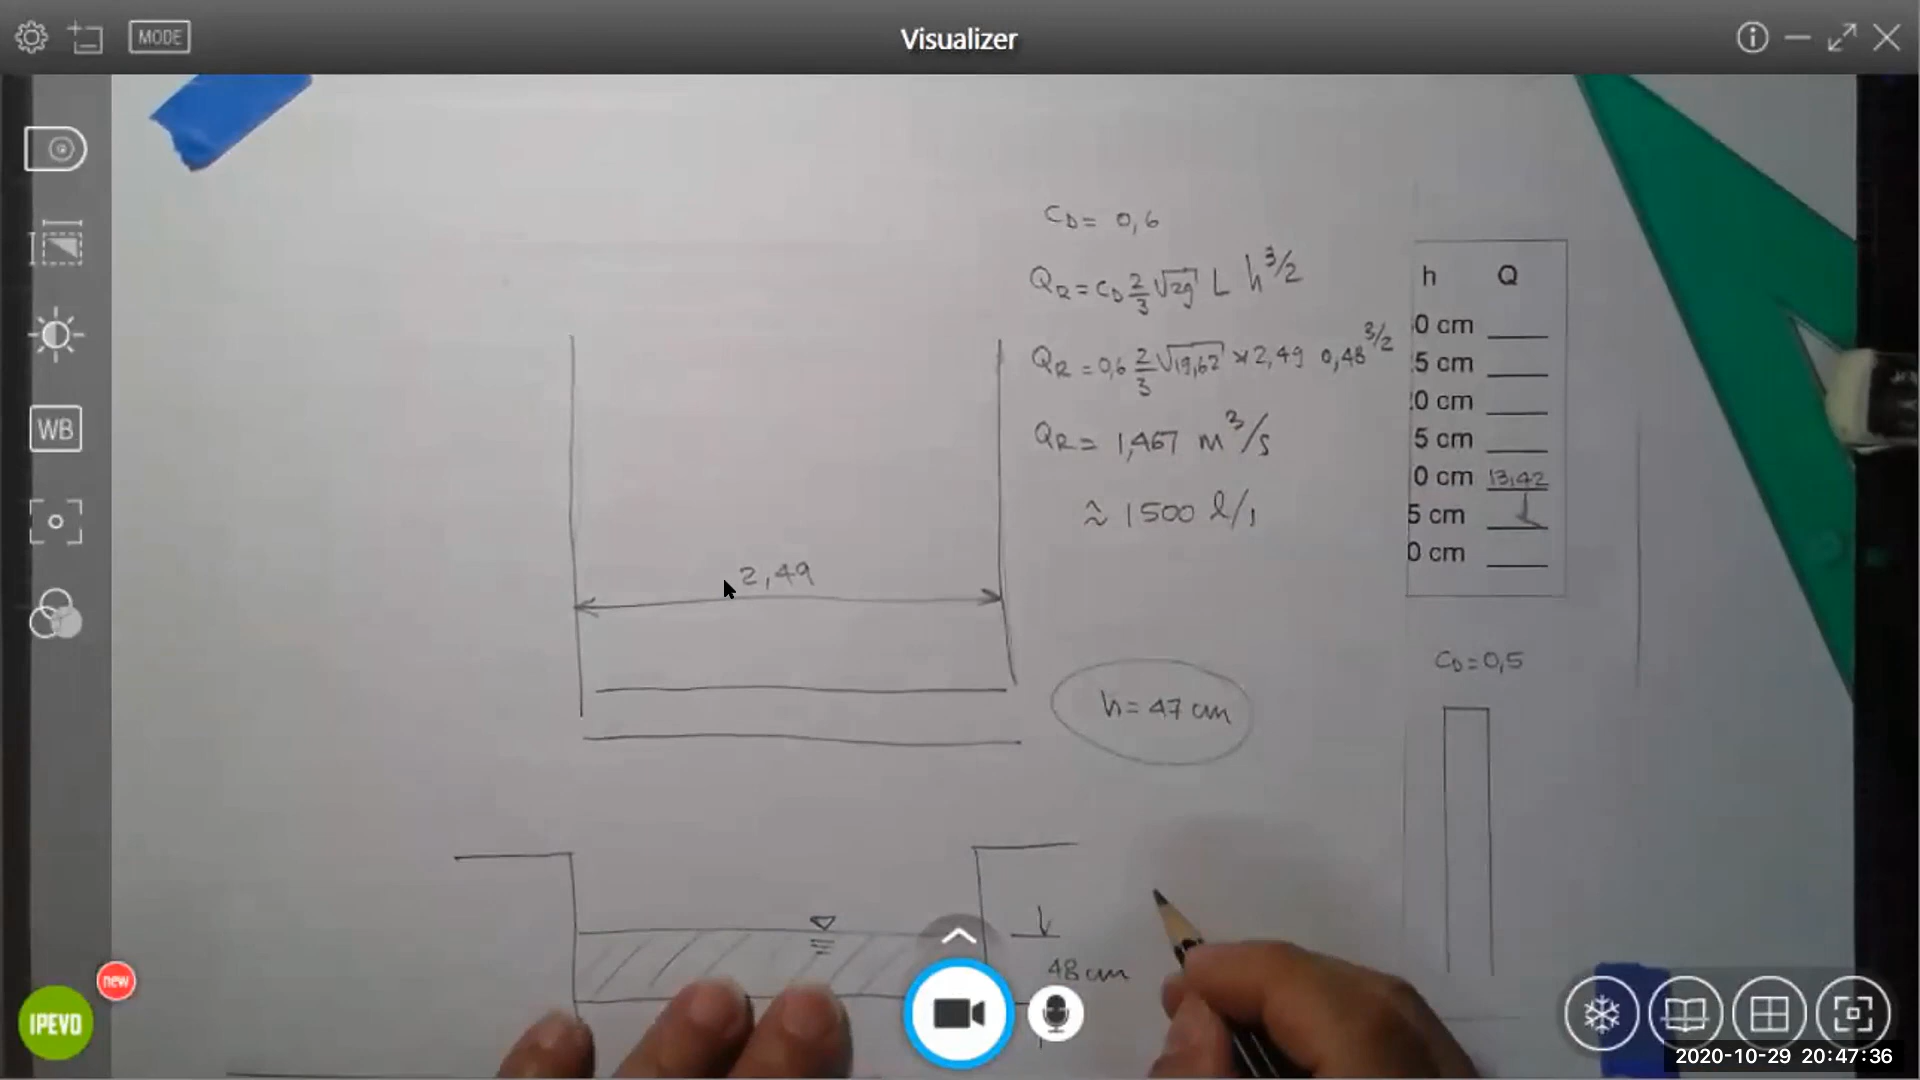 MODE
Visualizer
WB
C_D = 0,6
Q_R = C_D 2/3 √2g L h^3/2
Q_R = 0,6 2/3 √19,62 * 2,49 0,48^3/2
Q_R = 1,467 m³/s
≈ 1500 l/s
2,49
h = 47 cm
48 cm
h Q
0 cm
5 cm
0 cm
5 cm
0 cm 13,42
5 cm
0 cm
C_D = 0,5
new
IPEVO
2020-10-29 20:47:36